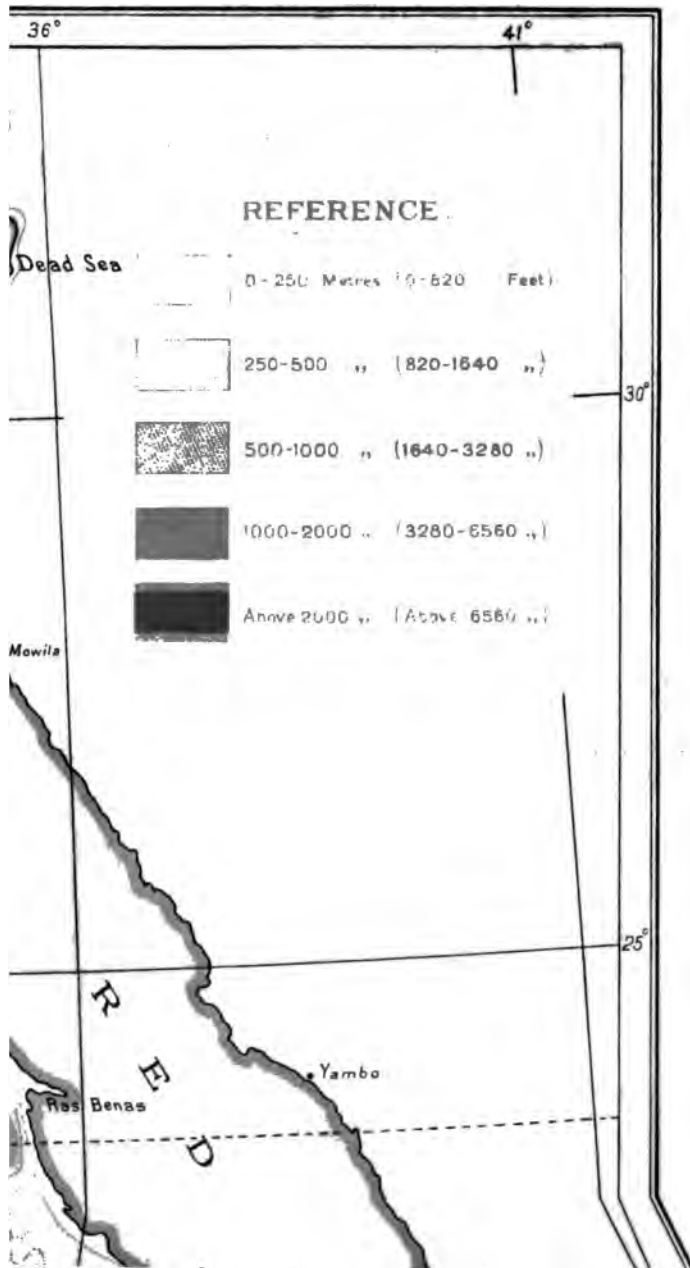 36° 41°
REFERENCE
Dead Sea
0-250 Metres (0-820 Feet)
250-500 „ (820-1640 „)
30°
500-1000 „ (1640-3280 „)
1000-2000 „ (3280-6560 „)
Above 2000 „ (Above 6560 „)
Mowila
25°
RED
Yambo
Ras Benas